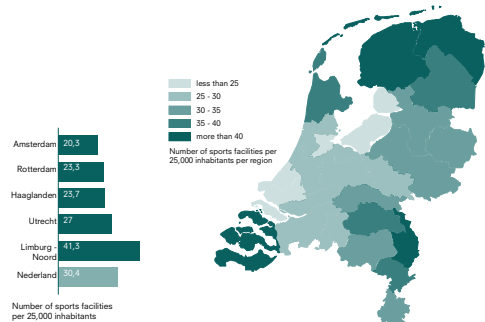 less than 25
25 - 30
30 - 35
35 - 40
more than 40
Number of sports facilities per
25,000 inhabitants per region
Amsterdam 20,3
Rotterdam 23,3
Haaglanden 23,7
Utrecht 27
Limburg -
Noord 41,3
Nederland 30,4
Number of sports facilities
per 25,000 inhabitants